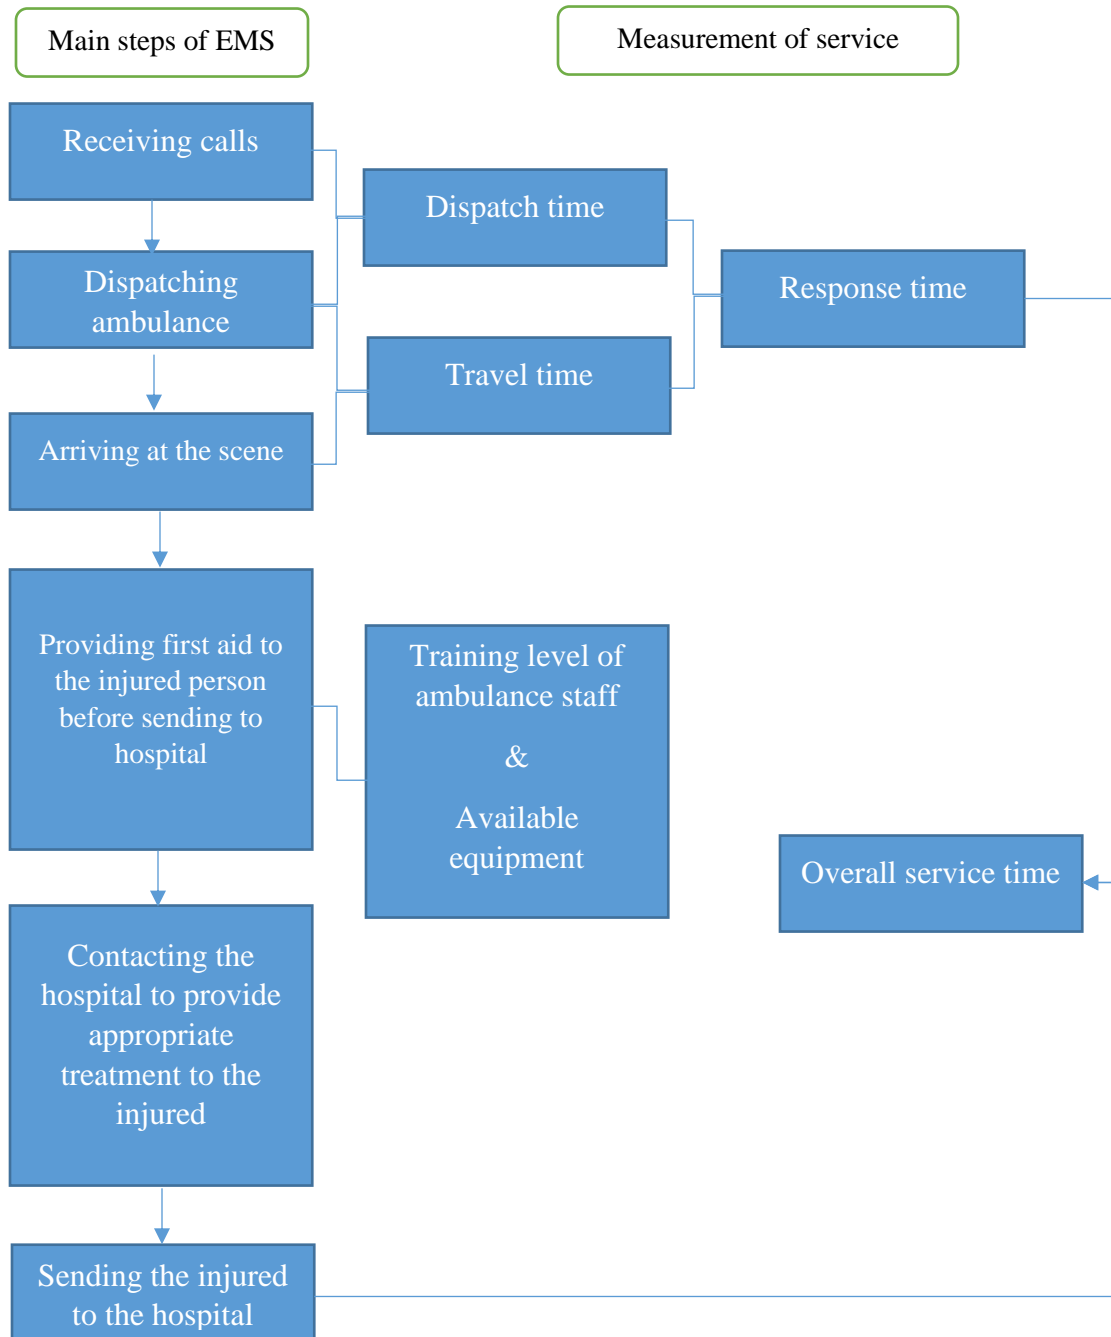 Main steps of EMS
Measurement of service
Receiving calls
Dispatch time
Dispatching
ambulance
Response time
Travel time
Arriving at the scene
Providing first aid to
the injured person
before sending to
hospital
Training level of
ambulance staff
&
Available
equipment
Overall service time
Contacting the
hospital to provide
appropriate
treatment to the
injured
Sending the injured
to the hospital